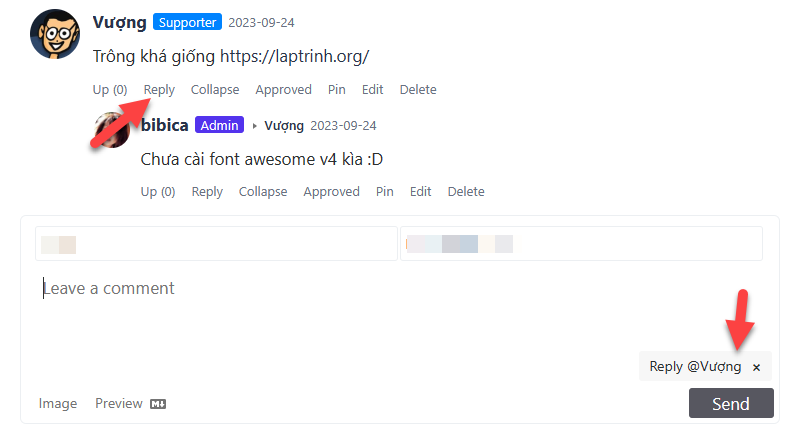 Vượng Supporter 2023-09-24
Trông khá giống https://laptrinh.org/
Up (0) Reply Collapse Approved Pin Edit Delete
bibica Admin Vượng 2023-09-24
Chưa cài font awesome v4 kìa :D
Up (0) Reply Collapse Approved Pin Edit Delete
Leave a comment
Reply @Vượng ×
Image Preview M Send